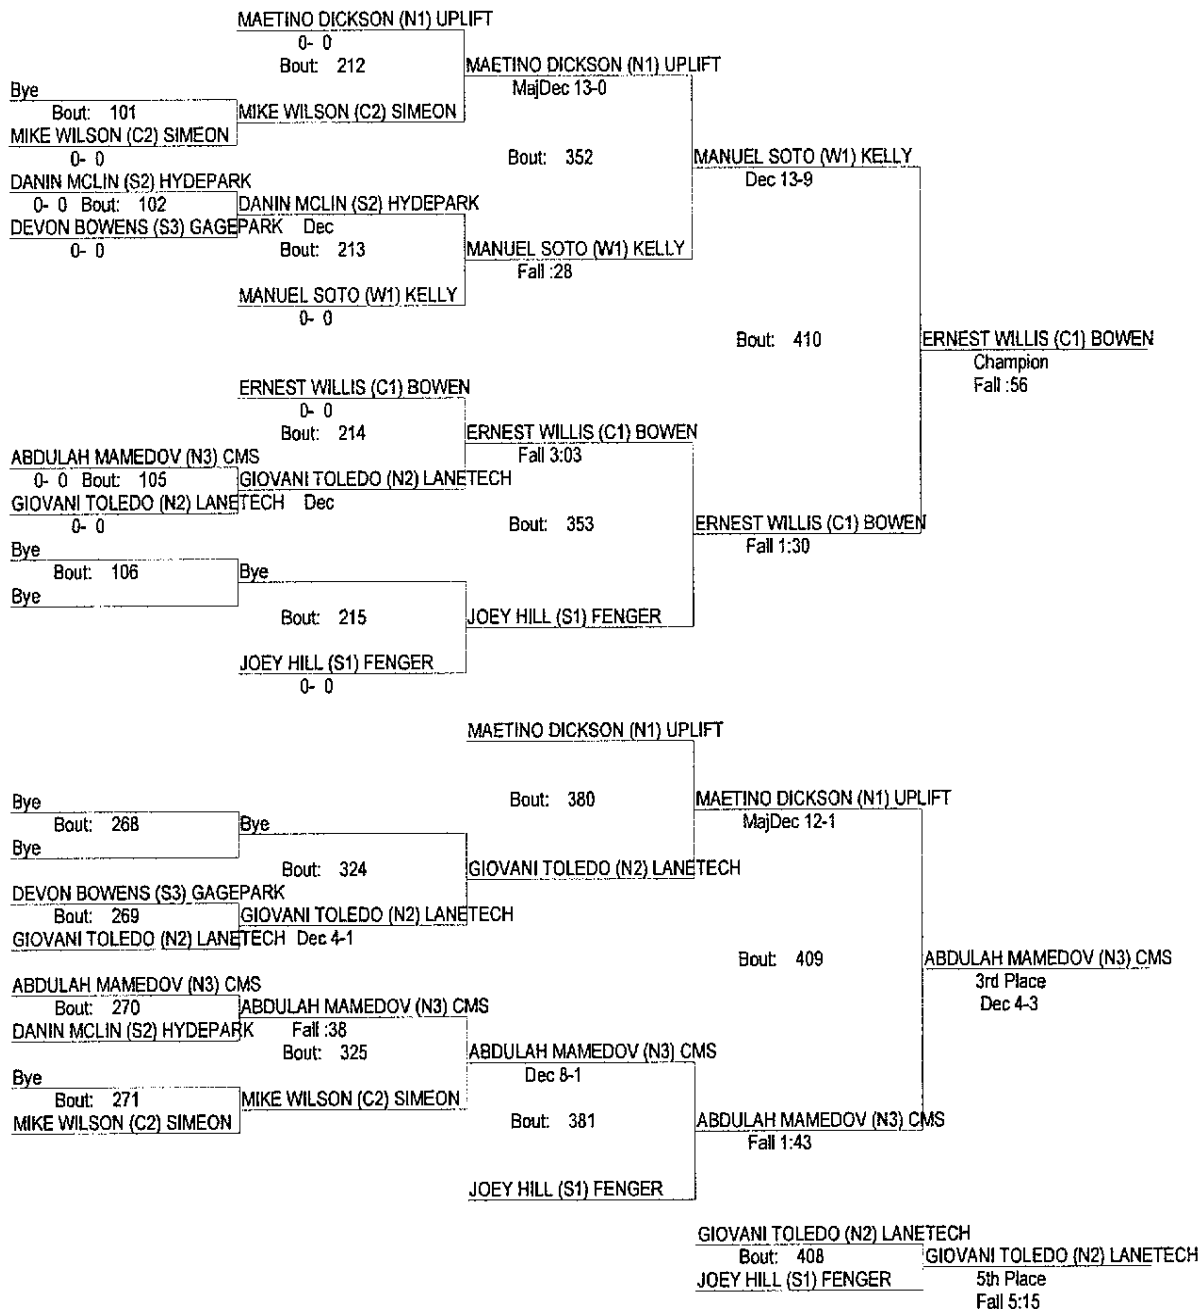 MAETINO DICKSON (N1) UPLIFT
0- 0
Bout: 212
MAETINO DICKSON (N1) UPLIFT
MajDec 13-0
Bye
Bout: 101
MIKE WILSON (C2) SIMEON
MIKE WILSON (C2) SIMEON
0- 0
Bout: 352
MANUEL SOTO (W1) KELLY
Dec 13-9
DANIN MCLIN (S2) HYDEPARK
0- 0 Bout: 102
DANIN MCLIN (S2) HYDEPARK
DEVON BOWENS (S3) GAGEPARK Dec
0- 0
Bout: 213
MANUEL SOTO (W1) KELLY
Fall :28
MANUEL SOTO (W1) KELLY
0- 0
Bout: 410
ERNEST WILLIS (C1) BOWEN
Champion
Fall :56
ERNEST WILLIS (C1) BOWEN
0- 0
Bout: 214
ERNEST WILLIS (C1) BOWEN
Fall 3:03
ABDULAH MAMEDOV (N3) CMS
0- 0 Bout: 105
GIOVANI TOLEDO (N2) LANETECH
GIOVANI TOLEDO (N2) LANETECH Dec
0- 0
Bout: 353
ERNEST WILLIS (C1) BOWEN
Fall 1:30
Bye
Bout: 106
Bye
Bye
Bout: 215
JOEY HILL (S1) FENGER
JOEY HILL (S1) FENGER
0- 0
MAETINO DICKSON (N1) UPLIFT
Bout: 380
MAETINO DICKSON (N1) UPLIFT
MajDec 12-1
Bye
Bout: 268
Bye
Bye
Bout: 324
GIOVANI TOLEDO (N2) LANETECH
DEVON BOWENS (S3) GAGEPARK
Bout: 269
GIOVANI TOLEDO (N2) LANETECH
GIOVANI TOLEDO (N2) LANETECH Dec 4-1
Bout: 409
ABDULAH MAMEDOV (N3) CMS
3rd Place
Dec 4-3
ABDULAH MAMEDOV (N3) CMS
Bout: 270
ABDULAH MAMEDOV (N3) CMS
DANIN MCLIN (S2) HYDEPARK Fall :38
Bout: 325
ABDULAH MAMEDOV (N3) CMS
Dec 8-1
Bye
Bout: 271
MIKE WILSON (C2) SIMEON
MIKE WILSON (C2) SIMEON
Bout: 381
ABDULAH MAMEDOV (N3) CMS
Fall 1:43
JOEY HILL (S1) FENGER
GIOVANI TOLEDO (N2) LANETECH
Bout: 408
GIOVANI TOLEDO (N2) LANETECH
JOEY HILL (S1) FENGER
5th Place
Fall 5:15